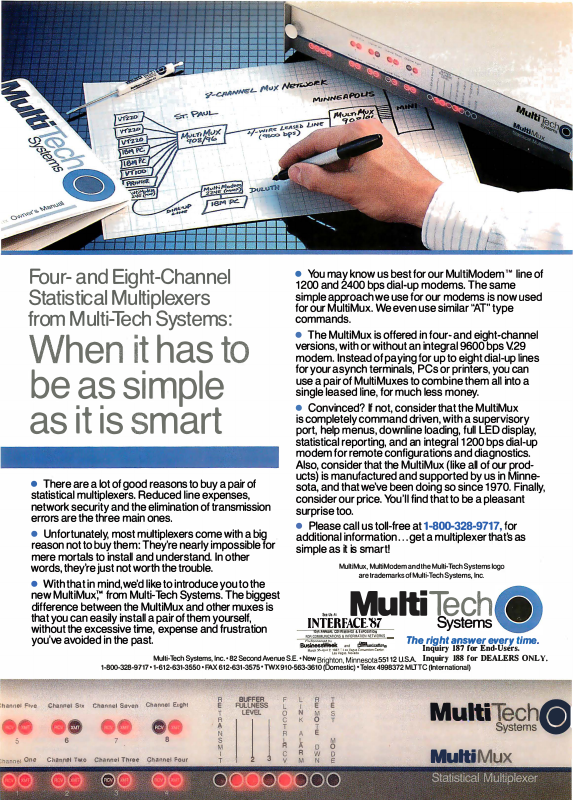 8-CHANNEL MUX NETWORK
ST. PAUL
MINNEAPOLIS
VT220
VT220
VT220
IBM PC
IBM PC
VT100
PRINTER
MULTIMUX
MULTIMUX
MINI
4-WIRE LEASED LINE
(9600 bps)
DIAL-UP
LINE
MultiModem
IBM PC
DULUTH
MultiTech
Systems
Owner's Manual
MultiTech
Systems
MultiMux
Four- and Eight-Channel
Statistical Multiplexers
from Multi-Tech Systems:
When it has to
be as simple
as it is smart
• There are a lot of good reasons to buy a pair of
statistical multiplexers. Reduced line expenses,
network security and the elimination of transmission
errors are the three main ones.
• Unfortunately, most multiplexers come with a big
reason not to buy them: They're nearly impossible for
mere mortals to install and understand. In other
words, they're just not worth the trouble.
• With that in mind, we'd like to introduce you to the
new MultiMux,™ from Multi-Tech Systems. The biggest
difference between the MultiMux and other muxes is
that you can easily install a pair of them yourself,
without the excessive time, expense and frustration
you've avoided in the past.
• You may know us best for our MultiModem™ line of
1200 and 2400 bps dial-up modems. The same
simple approach we use for our modems is now used
for our MultiMux. We even use similar "AT" type
commands.
• The MultiMux is offered in four- and eight-channel
versions, with or without an integral 9600 bps V.29
modem. Instead of paying for up to eight dial-up lines
for your asynch terminals, PCs or printers, you can
use a pair of MultiMuxes to combine them all into a
single leased line, for much less money.
• Convinced? If not, consider that the MultiMux
is completely command driven, with a supervisory
port, help menus, downline loading, full LED display,
statistical reporting, and an integral 1200 bps dial-up
modem for remote configurations and diagnostics.
Also, consider that the MultiMux (like all of our prod-
ucts) is manufactured and supported by us in Minne-
sota, and that we've been doing so since 1970. Finally,
consider our price. You'll find that to be a pleasant
surprise too.
• Please call us toll-free at 1-800-328-9717, for
additional information...get a multiplexer that's as
simple as it is smart!
MultiMux, MultiModem and the Multi-Tech Systems logo
are trademarks of Multi-Tech Systems, Inc.
See Us At
INTERFACE '87
BusinessWeek
MultiTech
Systems
The right answer every time.
Inquiry 187 for End-Users.
Inquiry 188 for DEALERS ONLY.
Multi-Tech Systems, Inc. • 82 Second Avenue S.E. • New Brighton, Minnesota 55112 U.S.A.
1-800-328-9717 • 1-612-631-3550 • FAX 612-631-3575 • TWX 910-563-3610 (Domestic) • Telex 4998372 MLTTC (International)
Channel Five Channel Six Channel Seven Channel Eight
RCV XMT RCV XMT RCV XMT RCV XMT
5 6 7 8
Channel One Channel Two Channel Three Channel Four
RCV XMT RCV XMT RCV XMT RCV XMT
1 2 3 4
RETRANSMIT
BUFFER
FULLNESS
LEVEL
1 2 3
LINK ALARM
REMOTE DWN
TEST MODE
MultiTech
Systems
MultiMux
Statistical Multiplexer